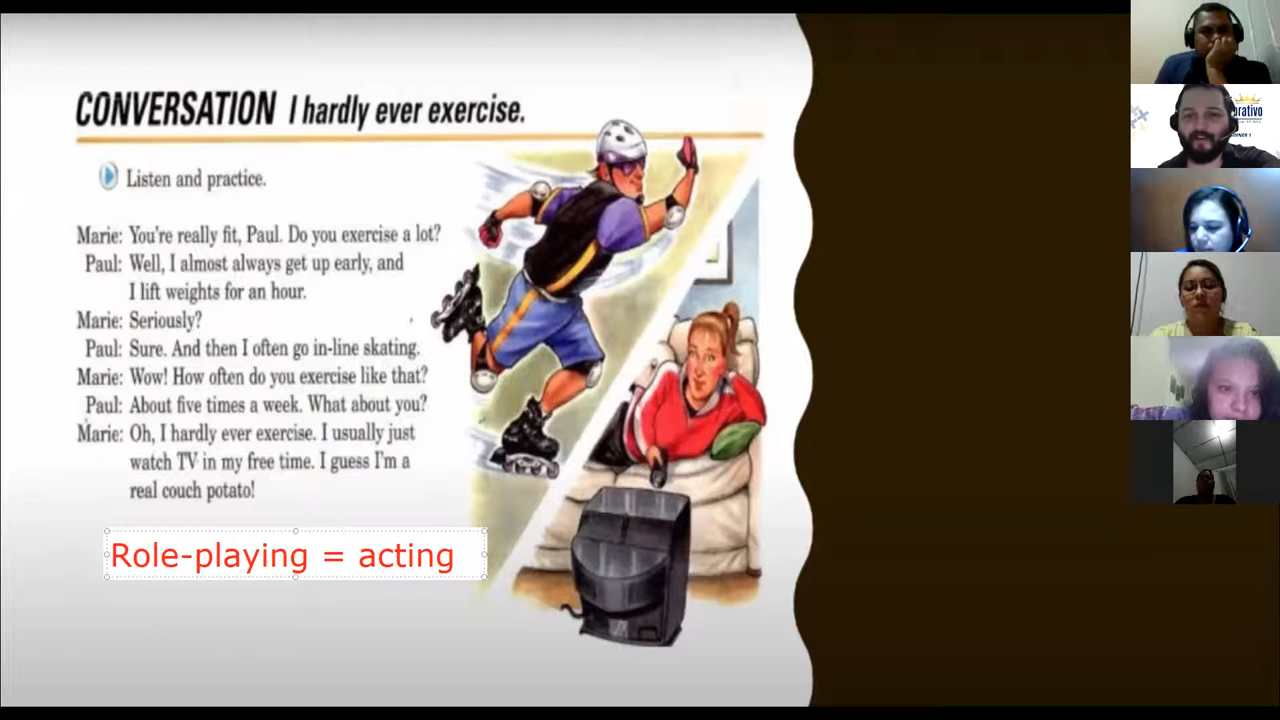 CONVERSATION I hardly ever exercise.
Listen and practice.
Marie: You're really fit, Paul. Do you exercise a lot?
Paul: Well, I almost always get up early, and
I lift weights for an hour.
Marie: Seriously?
Paul: Sure. And then I often go in-line skating.
Marie: Wow! How often do you exercise like that?
Paul: About five times a week. What about you?
Marie: Oh, I hardly ever exercise. I usually just
watch TV in my free time. I guess I'm a
real couch potato!
Role-playing = acting